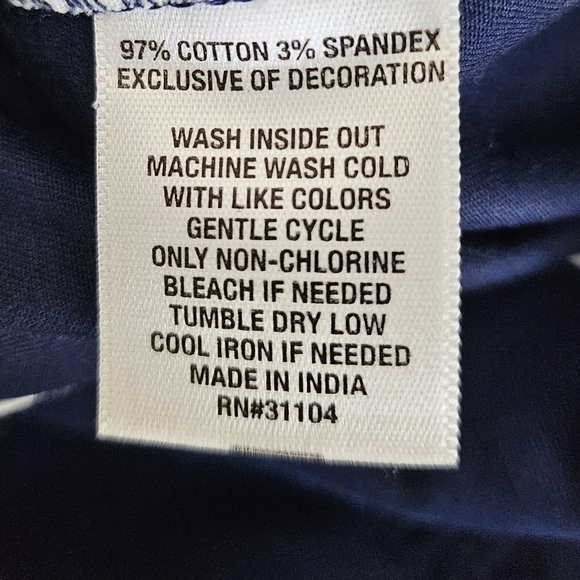 97% COTTON 3% SPANDEX
EXCLUSIVE OF DECORATION
WASH INSIDE OUT
MACHINE WASH COLD
WITH LIKE COLORS
GENTLE CYCLE
ONLY NON-CHLORINE
BLEACH IF NEEDED
TUMBLE DRY LOW
COOL IRON IF NEEDED
MADE IN INDIA
RN#31104